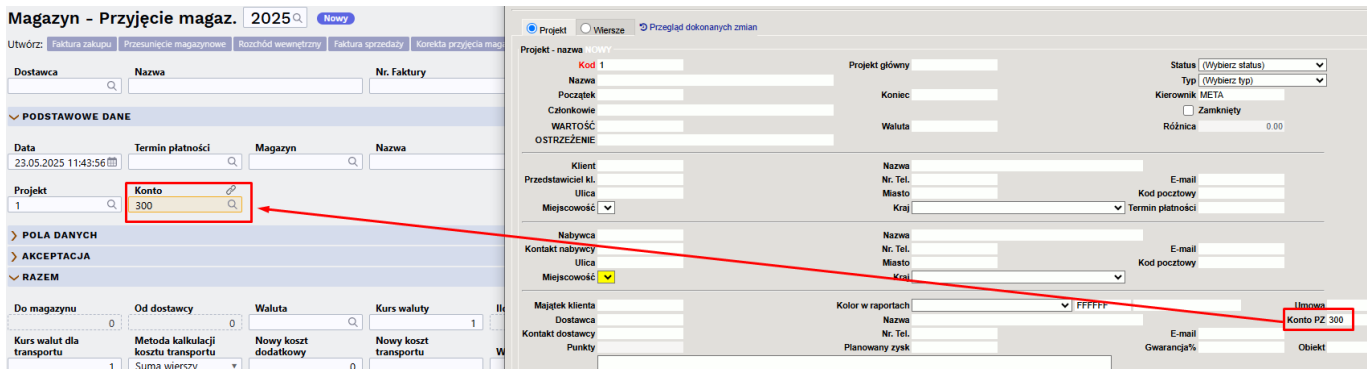 Magazyn - Przyjęcie magaz. 2025 Nowy
Utwórz: Faktura zakupu Przesunięcie magazynowe Rozchód wewnętrzny Faktura sprzedaży Korekta przyjęcia maga
Dostawca Nazwa Nr. Faktury
PODSTAWOWE DANE
Data Termin płatności Magazyn Nazwa
23.05.2025 11:43:56
Projekt Konto
1 300
POLA DANYCH
AKCEPTACJA
RAZEM
Do magazynu Od dostawcy Waluta Kurs waluty
0 0 1
Kurs walut dla transportu Metoda kalkulacji kosztu transportu Nowy koszt dodatkowy Nowy koszt transportu W
1 Suma wierszy 0
Projekt Wiersze Przegląd dokonanych zmian
Projekt - nazwa NOWY
Kod 1 Projekt główny Status (Wybierz status)
Nazwa Typ (Wybierz typ)
Początek Koniec Kierownik META
Członkowie Zamknięty
WARTOŚĆ Waluta Różnica 0.00
OSTRZEŻENIE
Klient Nazwa
Przedstawiciel kl. Nr. Tel. E-mail
Ulica Miasto Kod pocztowy
Miejscowość Kraj Termin płatności
Nabywca Nazwa
Kontakt nabywcy Nr. Tel. E-mail
Ulica Miasto Kod pocztowy
Miejscowość Kraj
Majątek klienta Kolor w raportach FFFFFF Umowa
Dostawca Nazwa Konto PZ 300
Kontakt dostawcy Nr. Tel. E-mail
Punkty Planowany zysk Gwarancja% Obiekt